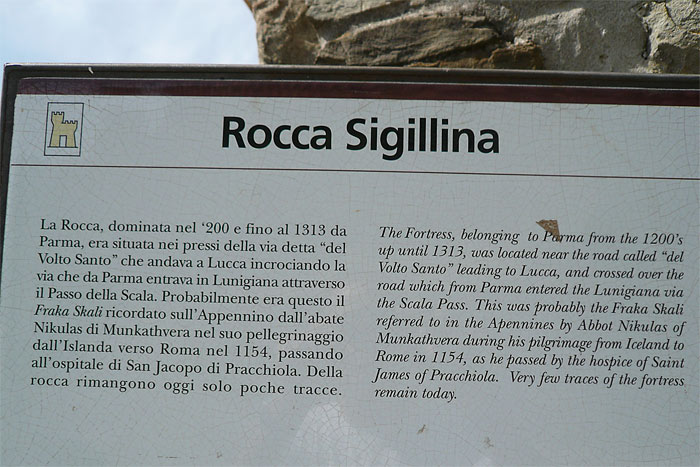 Rocca Sigillina
La Rocca, dominata nel ‘200 e fino al 1313 da
Parma, era situata nei pressi della via detta “del
Volto Santo” che andava a Lucca incrociando la
via che da Parma entrava in Lunigiana attraverso
il Passo della Scala. Probabilmente era questo il
Fraka Skali ricordato sull’Appennino dall’abate
Nikulas di Munkathvera nel suo pellegrinaggio
dall’Islanda verso Roma nel 1154, passando
all’ospitale di San Jacopo di Pracchiola. Della
rocca rimangono oggi solo poche tracce.
The Fortress, belonging to Parma from the 1200’s
up until 1313, was located near the road called “del
Volto Santo” leading to Lucca, and crossed over the
road which from Parma entered the Lunigiana via
the Scala Pass. This was probably the Fraka Skali
referred to in the Apennines by Abbot Nikulas of
Munkathvera during his pilgrimage from Iceland to
Rome in 1154, as he passed by the hospice of Saint
James of Pracchiola. Very few traces of the fortress
remain today.